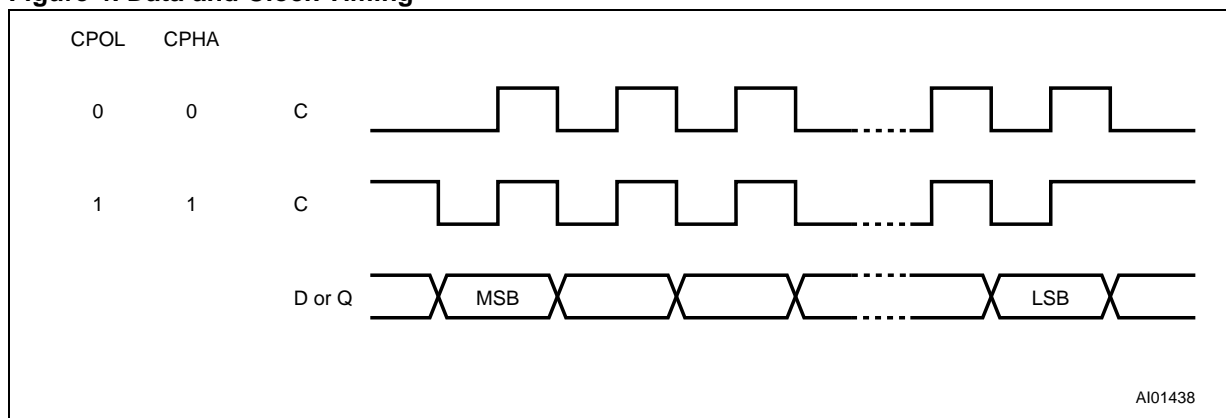 Figure 4. Data and Clock Timing
CPOL CPHA
0 0 C
1 1 C
D or Q MSB LSB
AI01438